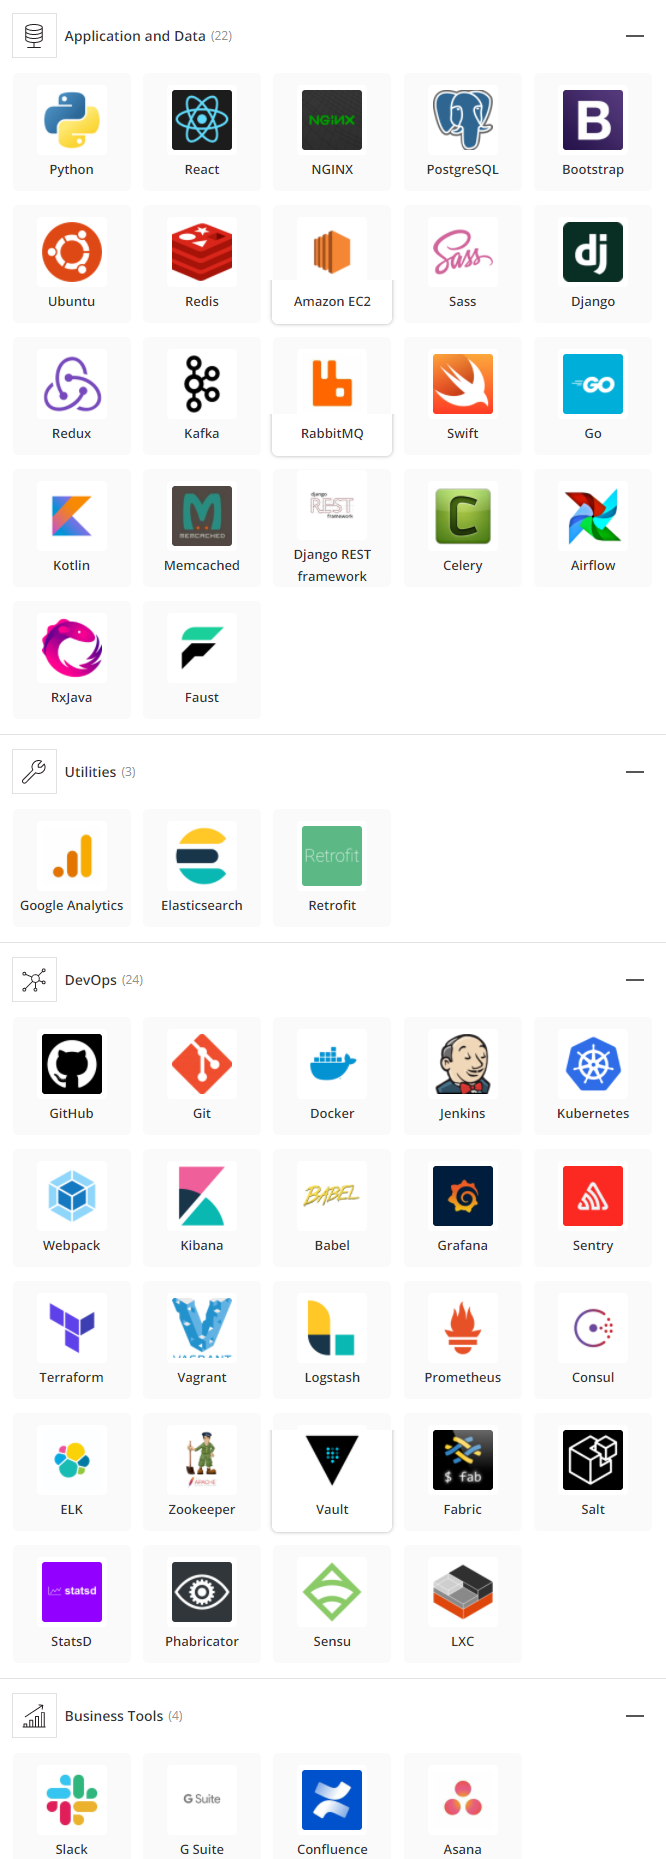 Application and Data (22)
Python
React
NGINX
NGINX
PostgreSQL
B
Bootstrap
Ubuntu
Redis
Amazon EC2
Sass
Sass
dj
Django
Redux
Kafka
RabbitMQ
Swift
GO
Go
Kotlin
MEMCACHED
Memcached
django
REST
framework
Django REST
framework
C
Celery
Airflow
RxJava
Faust
Utilities (3)
Google Analytics
Elasticsearch
Retrofit
Retrofit
DevOps (24)
GitHub
Git
Docker
Jenkins
Kubernetes
Webpack
Kibana
BABEL
Babel
Grafana
Sentry
Terraform
VAGRANT
Vagrant
Logstash
Prometheus
Consul
ELK
APACHE
Zookeeper
Vault
$ fab
Fabric
Salt
statsd
StatsD
Phabricator
Sensu
LXC
Business Tools (4)
Slack
G Suite
G Suite
Confluence
Asana